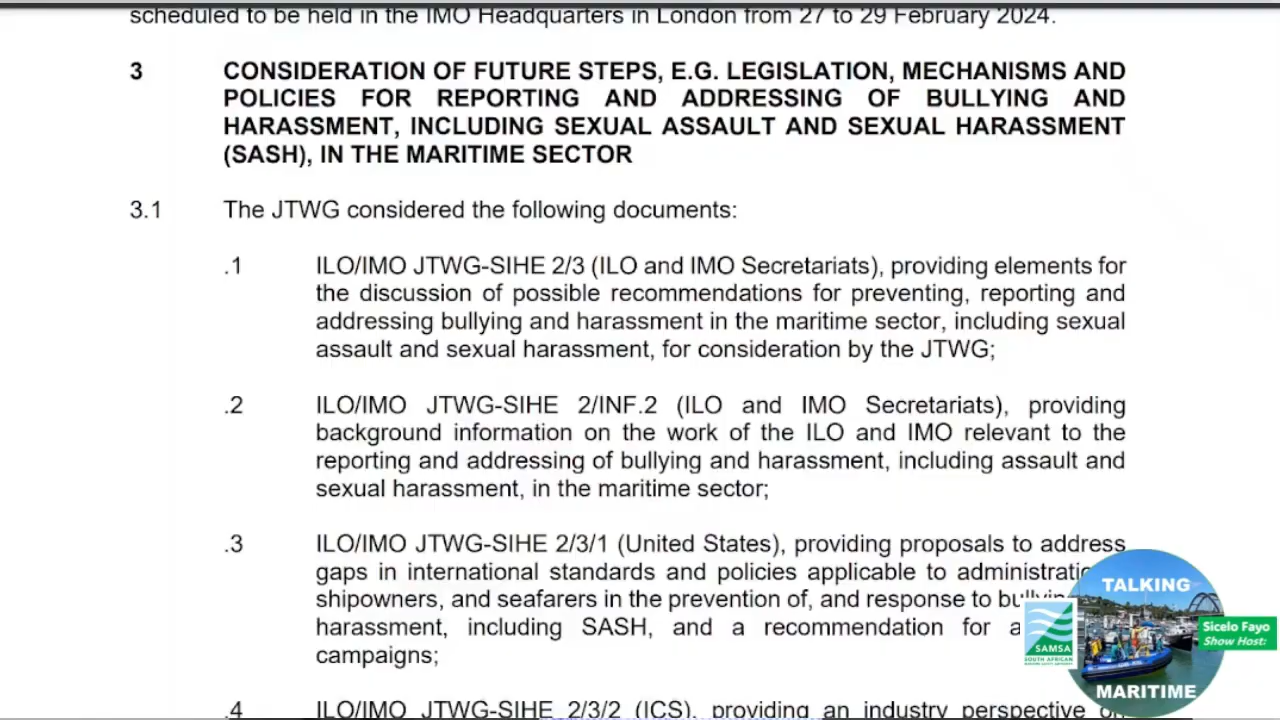 scheduled to be held in the IMO Headquarters in London from 27 to 29 February 2024.
3 CONSIDERATION OF FUTURE STEPS, E.G. LEGISLATION, MECHANISMS AND
POLICIES FOR REPORTING AND ADDRESSING OF BULLYING AND
HARASSMENT, INCLUDING SEXUAL ASSAULT AND SEXUAL HARASSMENT
(SASH), IN THE MARITIME SECTOR
3.1 The JTWG considered the following documents:
.1 ILO/IMO JTWG-SIHE 2/3 (ILO and IMO Secretariats), providing elements for
the discussion of possible recommendations for preventing, reporting and
addressing bullying and harassment in the maritime sector, including sexual
assault and sexual harassment, for consideration by the JTWG;
.2 ILO/IMO JTWG-SIHE 2/INF.2 (ILO and IMO Secretariats), providing
background information on the work of the ILO and IMO relevant to the
reporting and addressing of bullying and harassment, including assault and
sexual harassment, in the maritime sector;
.3 ILO/IMO JTWG-SIHE 2/3/1 (United States), providing proposals to address
gaps in international standards and policies applicable to
shipowners, and seafarers in the prevention of, and response to
harassment, including SASH, and a recommendation for
campaigns;
.4 ILO/IMO JTWG-SIHE 2/3/2 (ICS), providing an industry perspective
TALKING
MARITIME
SAMSA
SOUTH AFRICAN
MARITIME SAFETY AUTHORITY
Sicelo Fayo
Show Host: